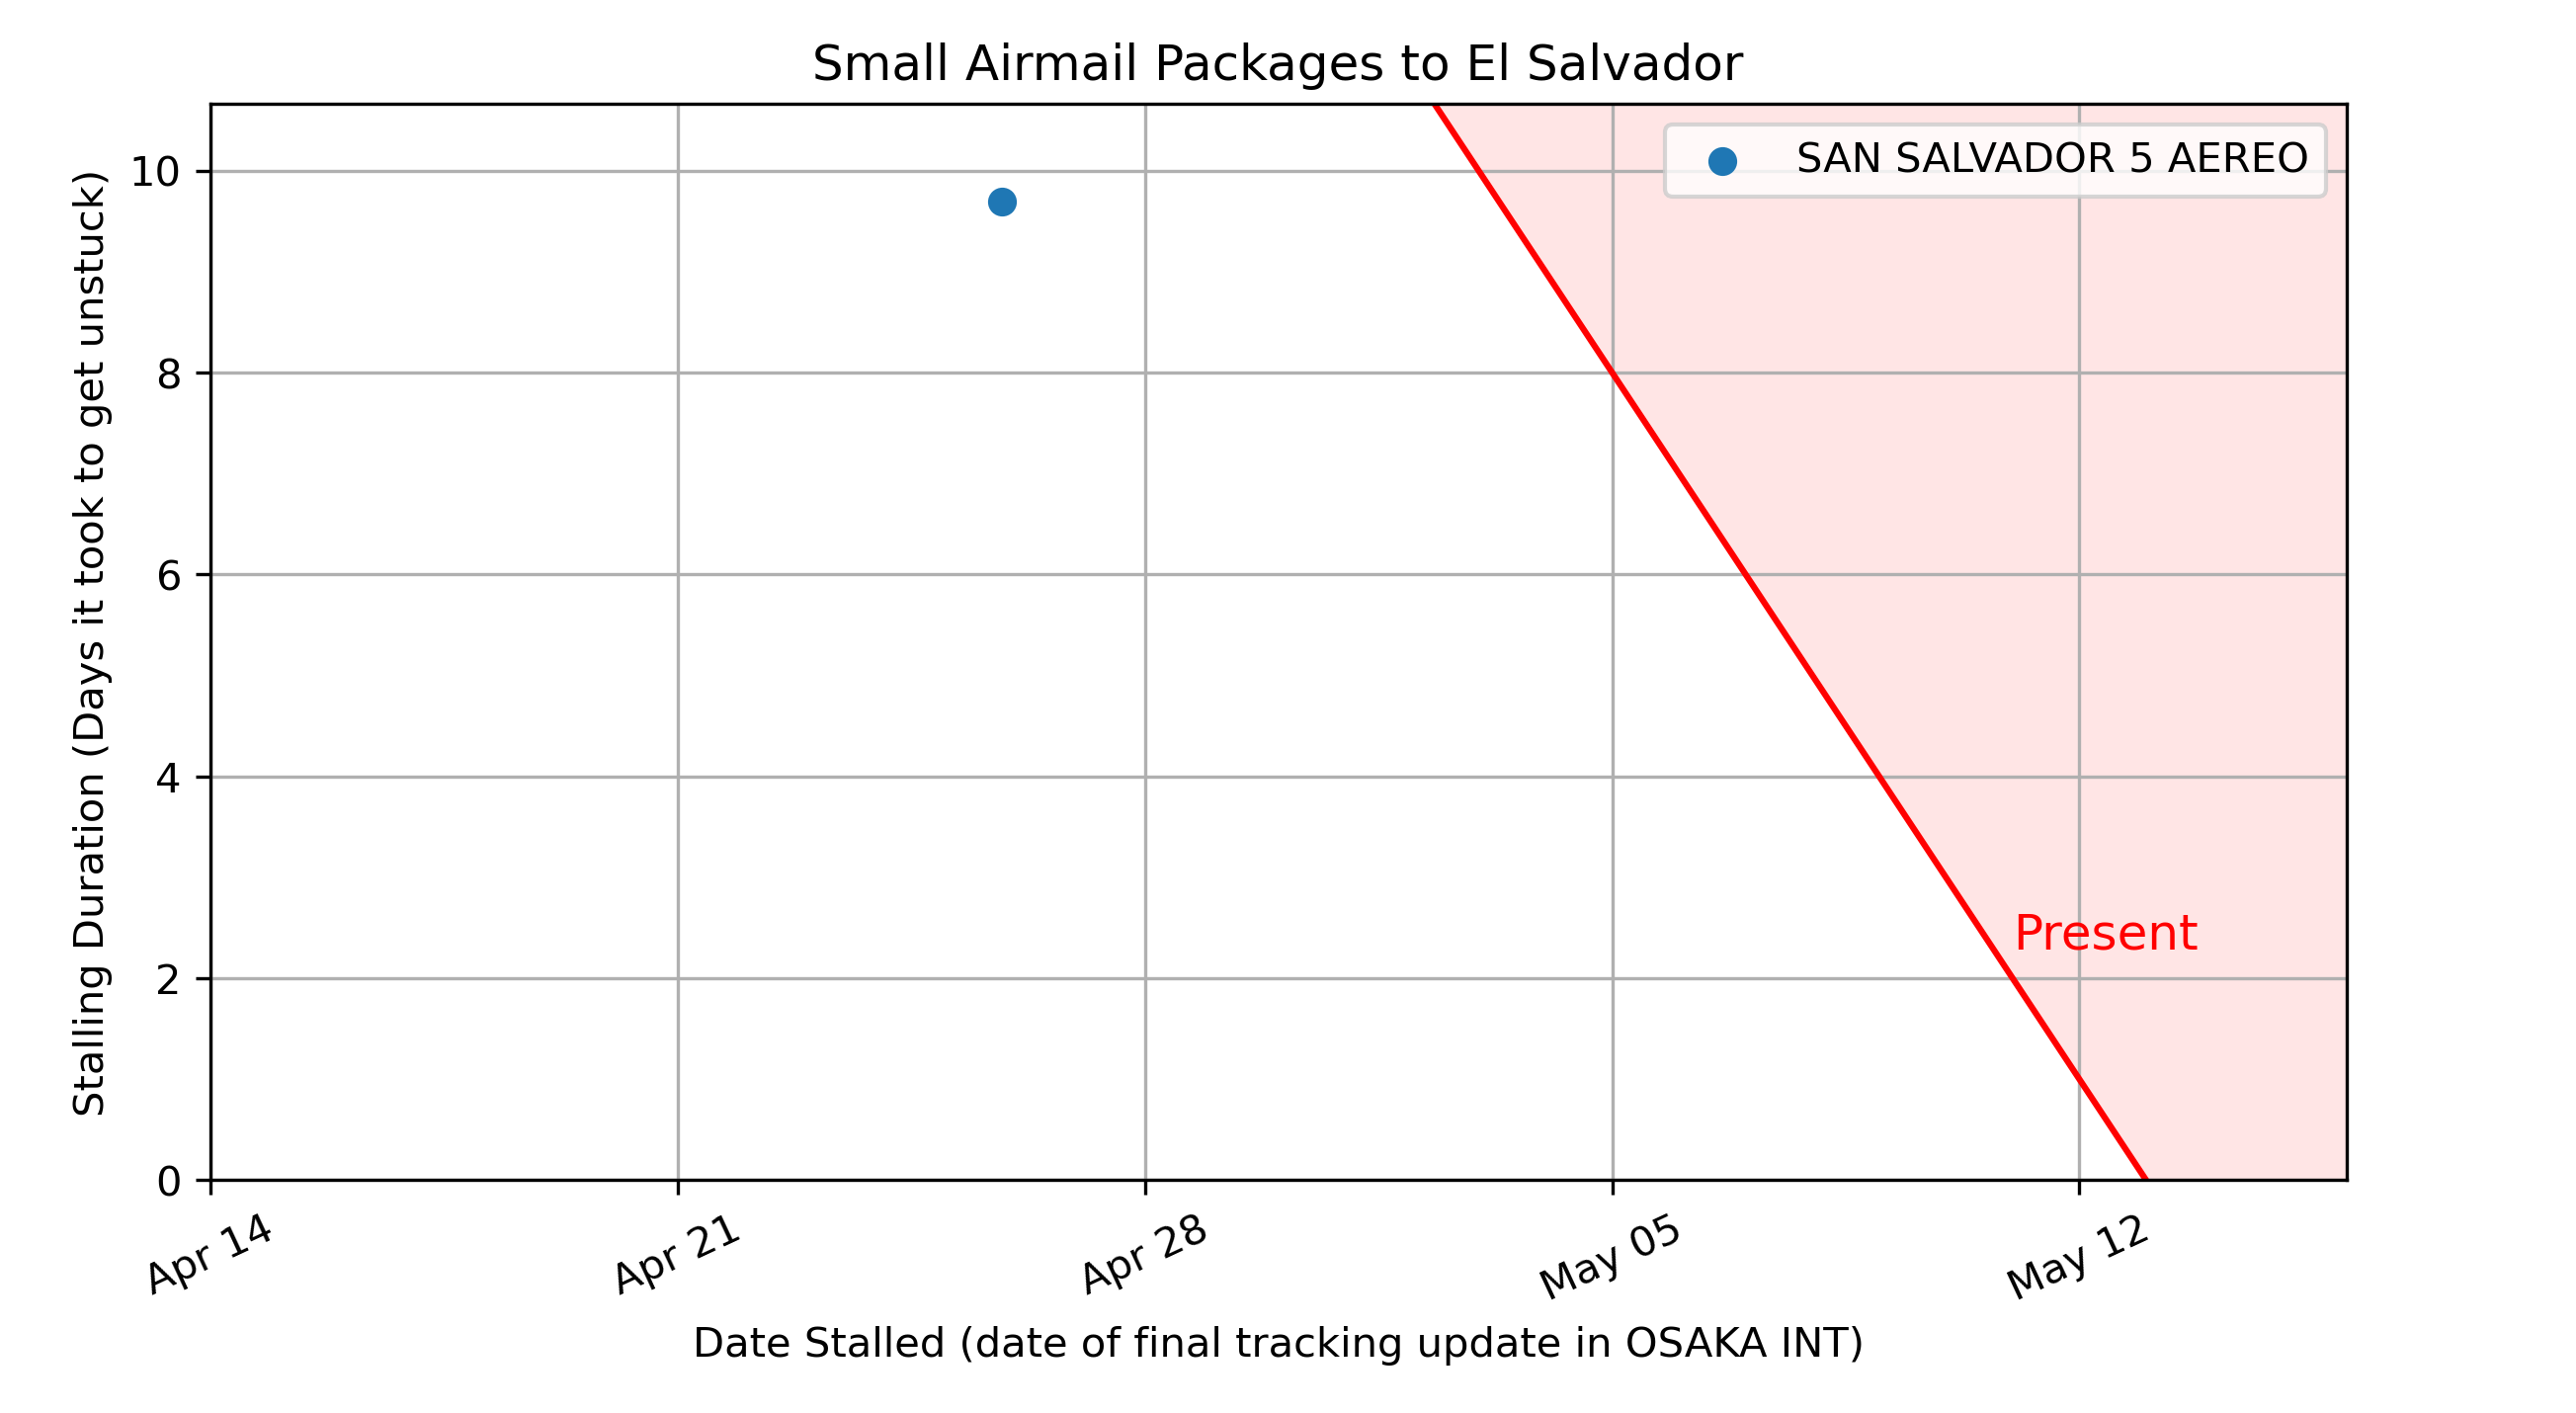 Small Airmail Packages to El Salvador
SAN SALVADOR 5 AEREO
Stalling Duration (Days it took to get unstuck)
10
8
6
4
2
0
Present
Apr 14
Apr 21
Apr 28
May 05
May 12
Date Stalled (date of final tracking update in OSAKA INT)